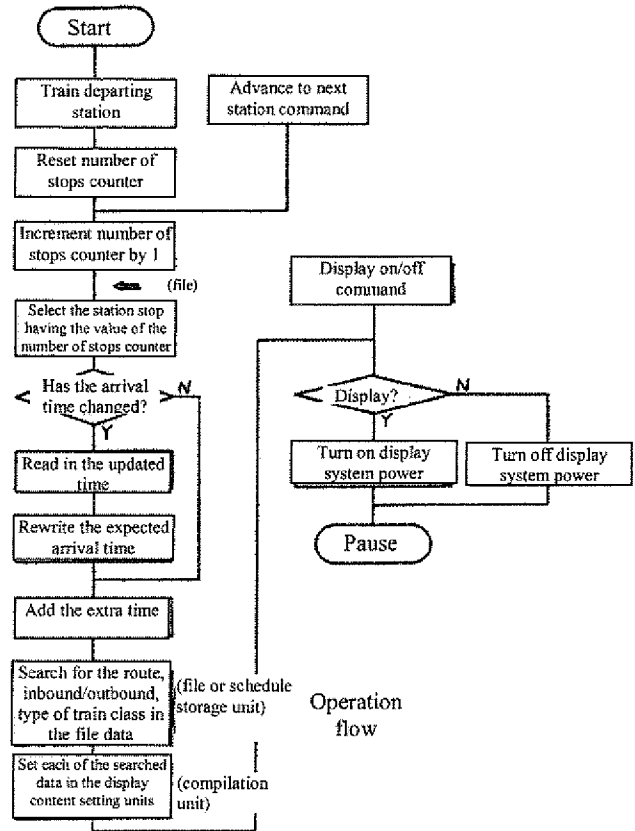 Start
Train departing
station
Advance to next
station command
Reset number of
stops counter
Increment number of
stops counter by 1
(file)
Select the station stop
having the value of the
number of stops counter
Has the arrival
time changed?
N
Y
Read in the updated
time
Rewrite the expected
arrival time
Add the extra time
Search for the route,
inbound/outbound,
type of train class in
the file data
(file or schedule
storage unit)
Set each of the searched
data in the display
content setting units
(compilation
unit)
Display on/off
command
Display?
N
Y
Turn on display
system power
Turn off display
system power
Pause
Operation
flow